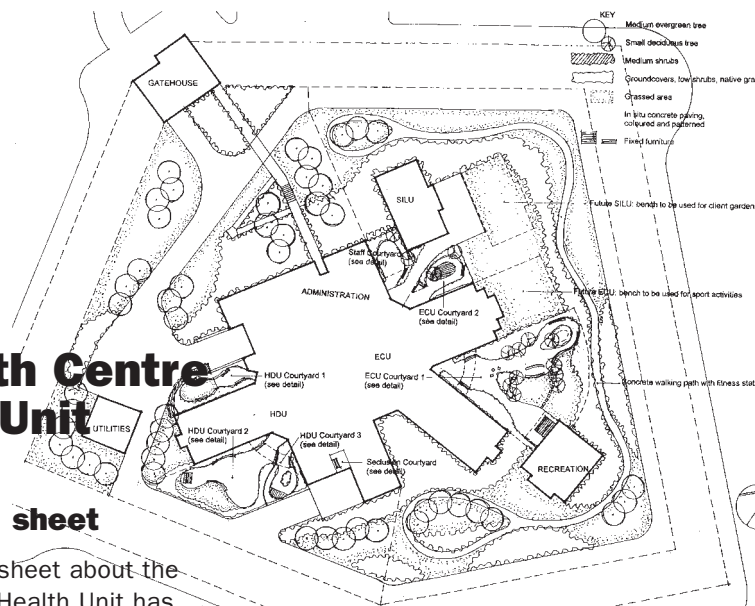 KEY
Medium evergreen tree
Small deciduous tree
Medium shrubs
Groundcovers, low shrubs, native gra
Grassed area
In situ concrete paving,
coloured and patterned
Fixed furniture
GATEHOUSE
SILU
Future SILU: bench to be used for client garden
Staff Courtyard
(see detail)
ADMINISTRATION
Future ECU: bench to be used for sport activities
ECU Courtyard 2
(see detail)
ECU
HDU Courtyard 1
(see detail)
ECU Courtyard 1
(see detail)
Concrete walking path with fitness stat
th Centre
Unit
UTILITIES
HDU
HDU Courtyard 2
(see detail)
HDU Courtyard 3
(see detail)
Seclusion Courtyard
(see detail)
RECREATION
sheet
sheet about the
Health Unit has